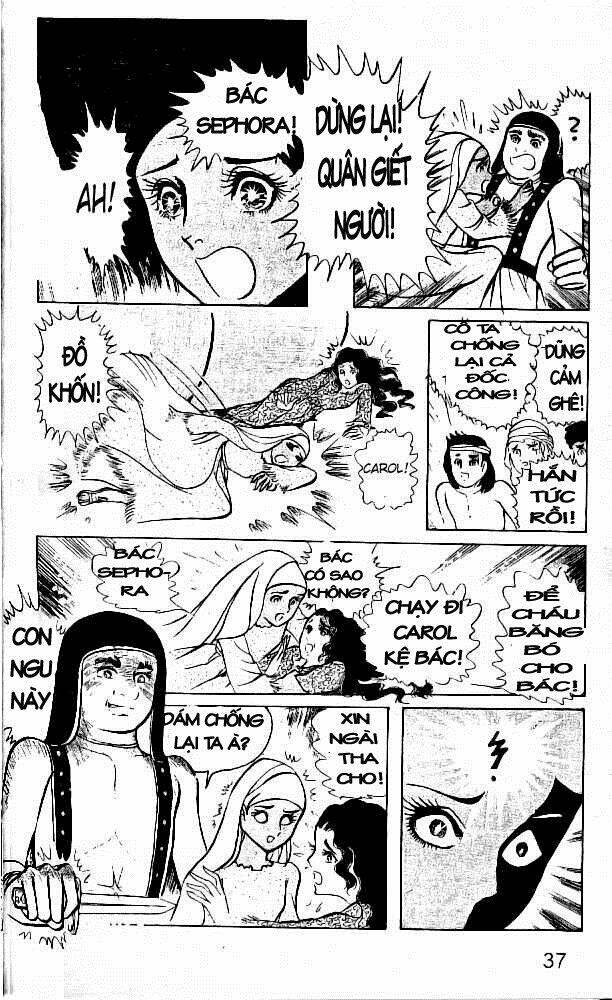 BÁC
SEPHORA!
AH!
DỪNG LẠI!
QUÂN GIẾT
NGƯỜI!
?
ĐỒ
KHỐN!
CAROL!
CÔ TA
CHỐNG
LẠI CẢ
ĐỐC
CÔNG!
DŨNG
CẢM
GHÊ!
HẮN
TỨC
RỒI!
BÁC
SEPHO-
RA
BÁC
CÓ SAO
KHÔNG?
CHẠY ĐI
CAROL
KỆ BÁC!
ĐỂ
CHÁU
BĂNG
BÓ
CHO
BÁC!
CON
NGU
NÀY
DÁM CHỐNG
LẠI TA À?
XIN
NGÀI
THA
CHO!
37